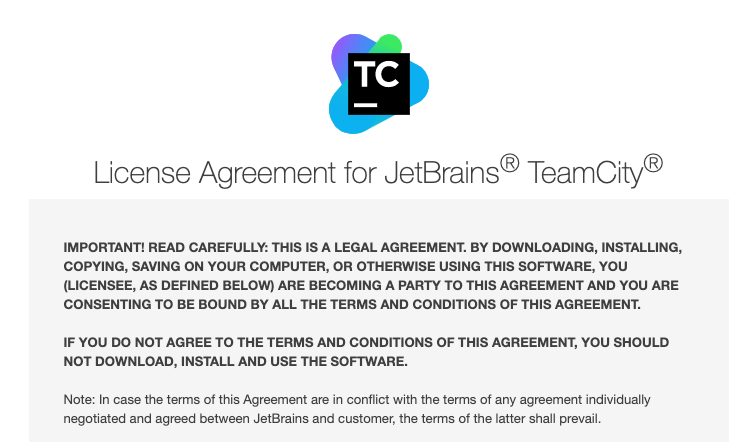 TC
License Agreement for JetBrains® TeamCity®
IMPORTANT! READ CAREFULLY: THIS IS A LEGAL AGREEMENT. BY DOWNLOADING, INSTALLING,
COPYING, SAVING ON YOUR COMPUTER, OR OTHERWISE USING THIS SOFTWARE, YOU
(LICENSEE, AS DEFINED BELOW) ARE BECOMING A PARTY TO THIS AGREEMENT AND YOU ARE
CONSENTING TO BE BOUND BY ALL THE TERMS AND CONDITIONS OF THIS AGREEMENT.
IF YOU DO NOT AGREE TO THE TERMS AND CONDITIONS OF THIS AGREEMENT, YOU SHOULD
NOT DOWNLOAD, INSTALL AND USE THE SOFTWARE.
Note: In case the terms of this Agreement are in conflict with the terms of any agreement individually
negotiated and agreed between JetBrains and customer, the terms of the latter shall prevail.